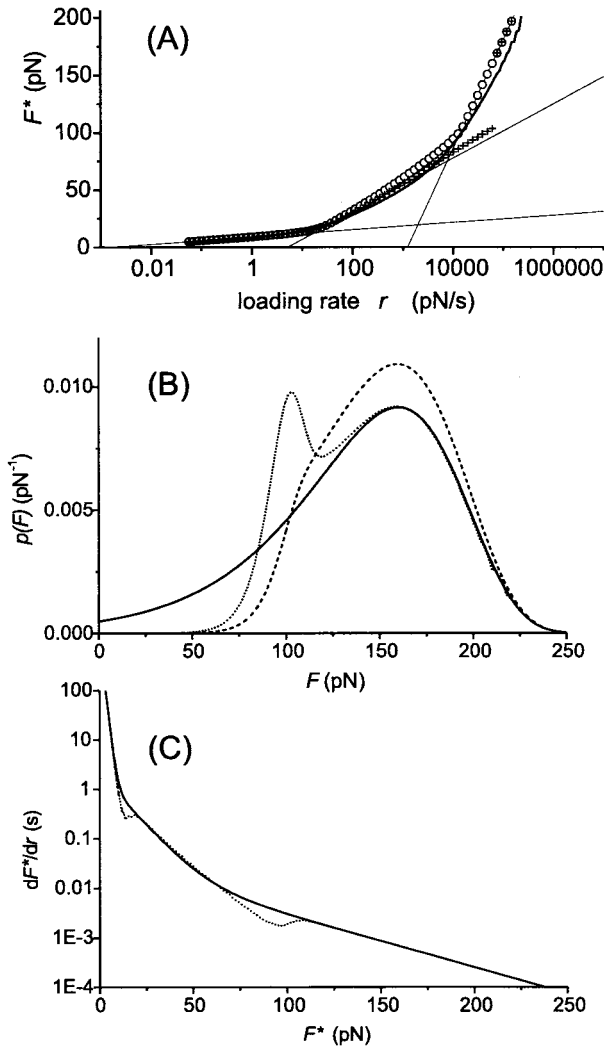 (A)
F* (pN)
200
150
100
50
0
0.01 1 100 10000 1000000
loading rate r (pN/s)
(B)
p(F) (pN⁻¹)
0.010
0.005
0.000
0 50 100 150 200 250
F (pN)
(C)
dF*/dr (s)
100
10
1
0.1
0.01
1E-3
1E-4
0 50 100 150 200 250
F* (pN)